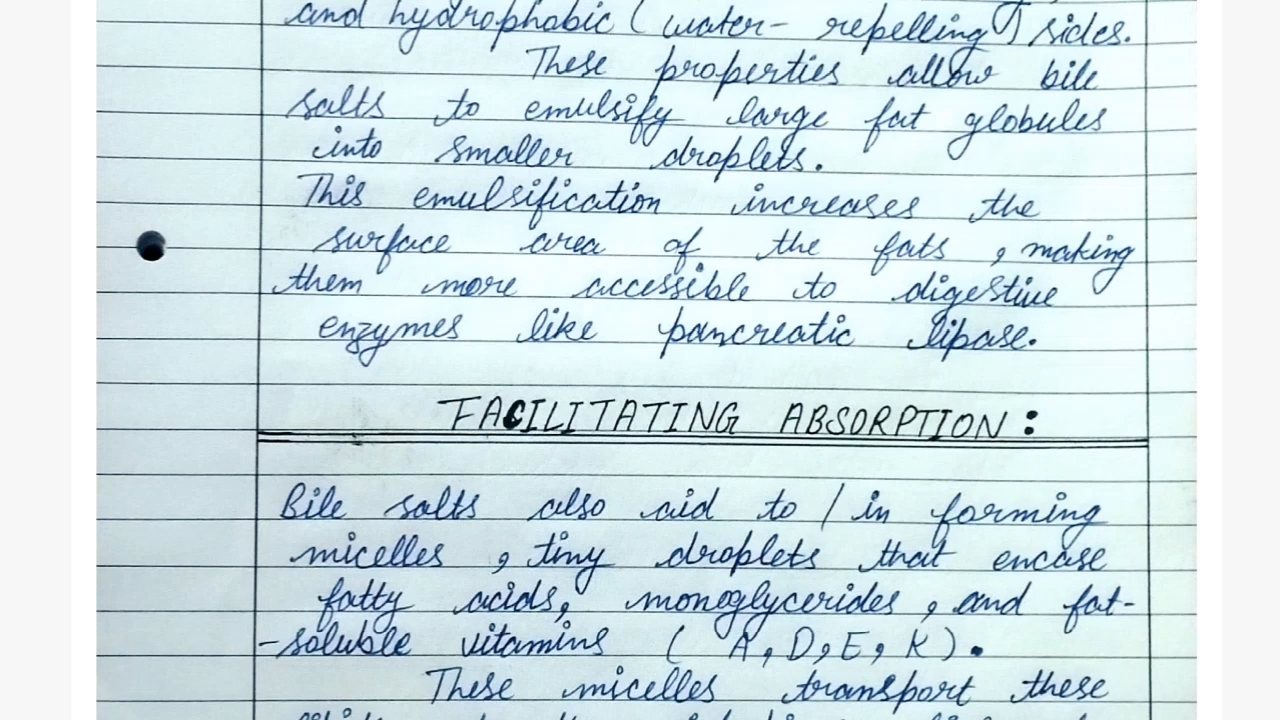 and hydrophobic ( water- repelling ) sides.
These properties allow bile
salts to emulsify large fat globules
into smaller droplets.
This emulsification increases the
surface area of the fats , making
them more accessible to digestive
enzymes like pancreatic lipase.
FACILITATING ABSORPTION :
Bile salts also aid to / in forming
micelles , tiny droplets that encase
fatty acids, monoglycerides , and fat-
-soluble vitamins ( A, D, E, K ).
These micelles transport these